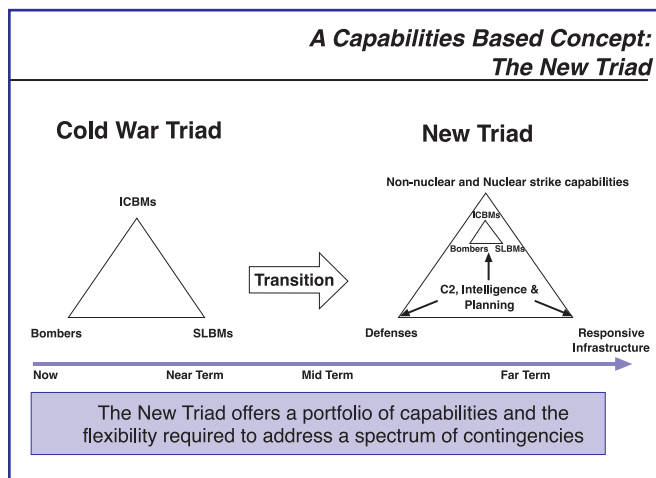 A Capabilities Based Concept:
The New Triad
Cold War Triad
New Triad
ICBMs
Bombers
SLBMs
Transition
Non-nuclear and Nuclear strike capabilities
ICBMs
Bombers
SLBMs
C2, Intelligence &
Planning
Defenses
Responsive
Infrastructure
Now
Near Term
Mid Term
Far Term
The New Triad offers a portfolio of capabilities and the
flexibility required to address a spectrum of contingencies